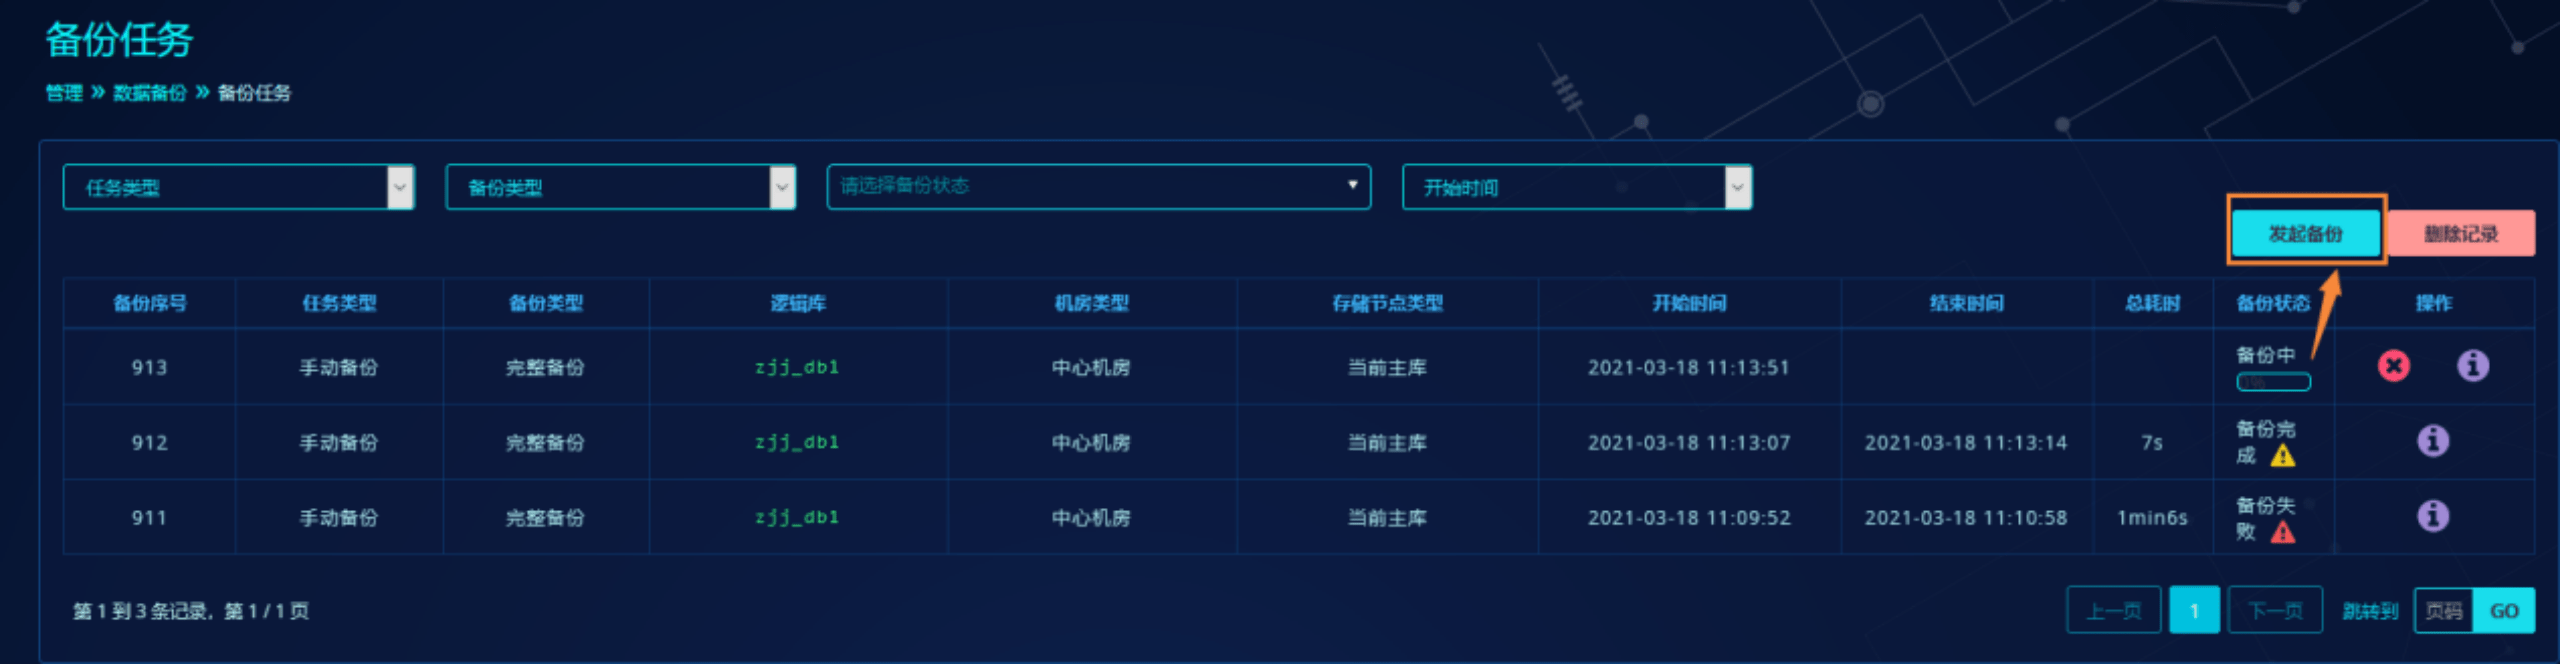 备份任务
管理 » 数据备份 » 备份任务
任务类型 备份类型 请选择备份状态 开始时间
发起备份 删除记录
备份序号 任务类型 备份类型 逻辑库 机房类型 存储节点类型 开始时间 结束时间 总耗时 备份状态 操作
913 手动备份 完整备份 zjj_db1 中心机房 当前主库 2021-03-18 11:13:51 备份中
0%
912 手动备份 完整备份 zjj_db1 中心机房 当前主库 2021-03-18 11:13:07 2021-03-18 11:13:14 7s 备份完
成
911 手动备份 完整备份 zjj_db1 中心机房 当前主库 2021-03-18 11:09:52 2021-03-18 11:10:58 1min6s 备份失
败
第 1 到 3 条记录，第 1 / 1 页 上一页 1 下一页 跳转到 页码 GO